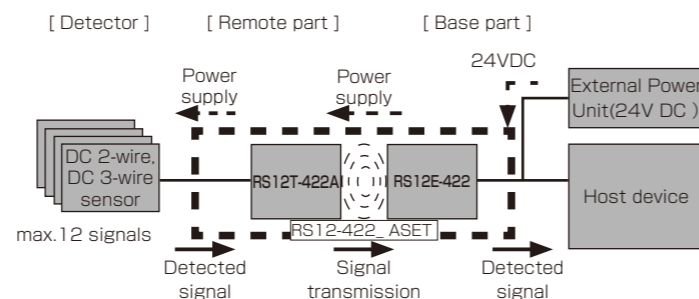 [ Detector ]
[ Remote part ]
[ Base part ]
24VDC
Power
supply
Power
supply
External Power
Unit(24V DC )
DC 2-wire,
DC 3-wire
sensor
RS12T-422A
RS12E-422
Host device
max.12 signals
RS12-422_ ASET
Detected
signal
Signal
transmission
Detected
signal